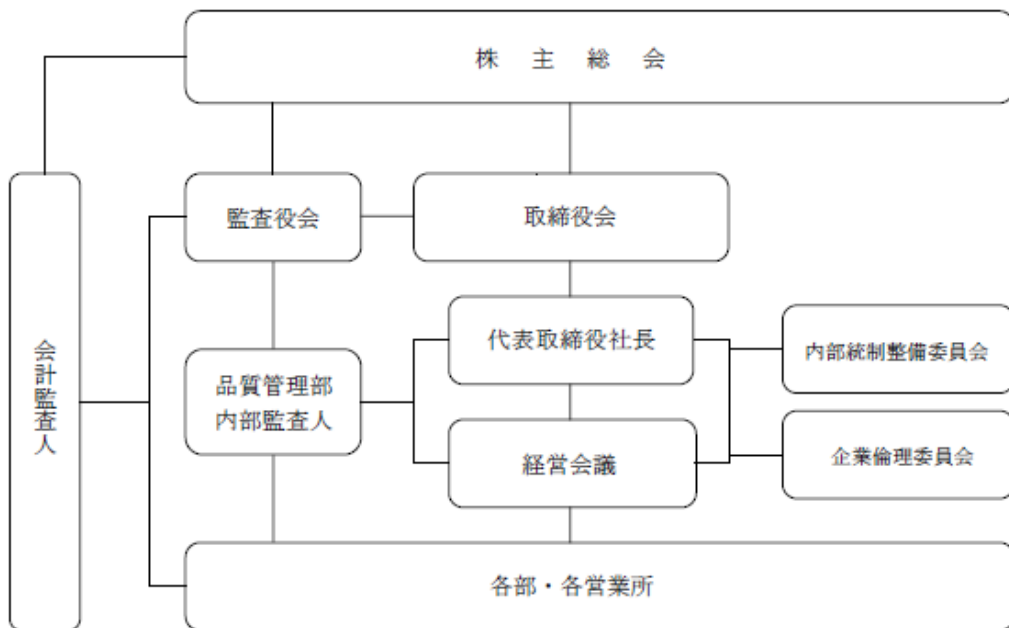 株主総会
監査役会
取締役会
会計監査人
代表取締役社長
内部統制整備委員会
品質管理部
内部監査人
経営会議
企業倫理委員会
各部・各営業所